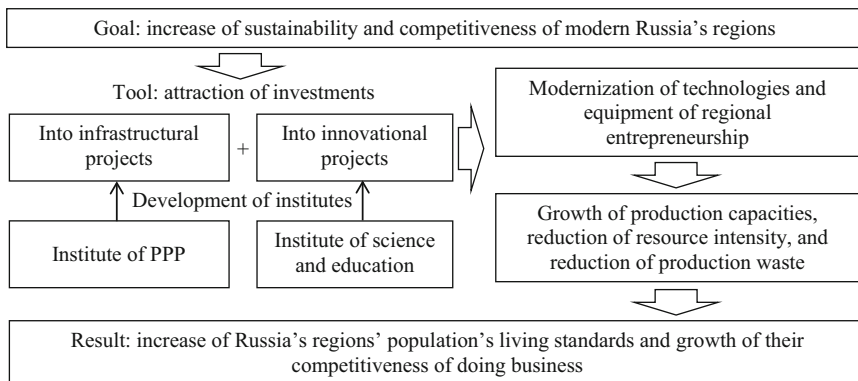 Goal: increase of sustainability and competitiveness of modern Russia's regions
Tool: attraction of investments
Into infrastructural
projects
+
Into innovational
projects
Development of institutes
Institute of PPP
Institute of science
and education
Modernization of technologies and
equipment of regional
entrepreneurship
Growth of production capacities,
reduction of resource intensity, and
reduction of production waste
Result: increase of Russia's regions' population's living standards and growth of their
competitiveness of doing business